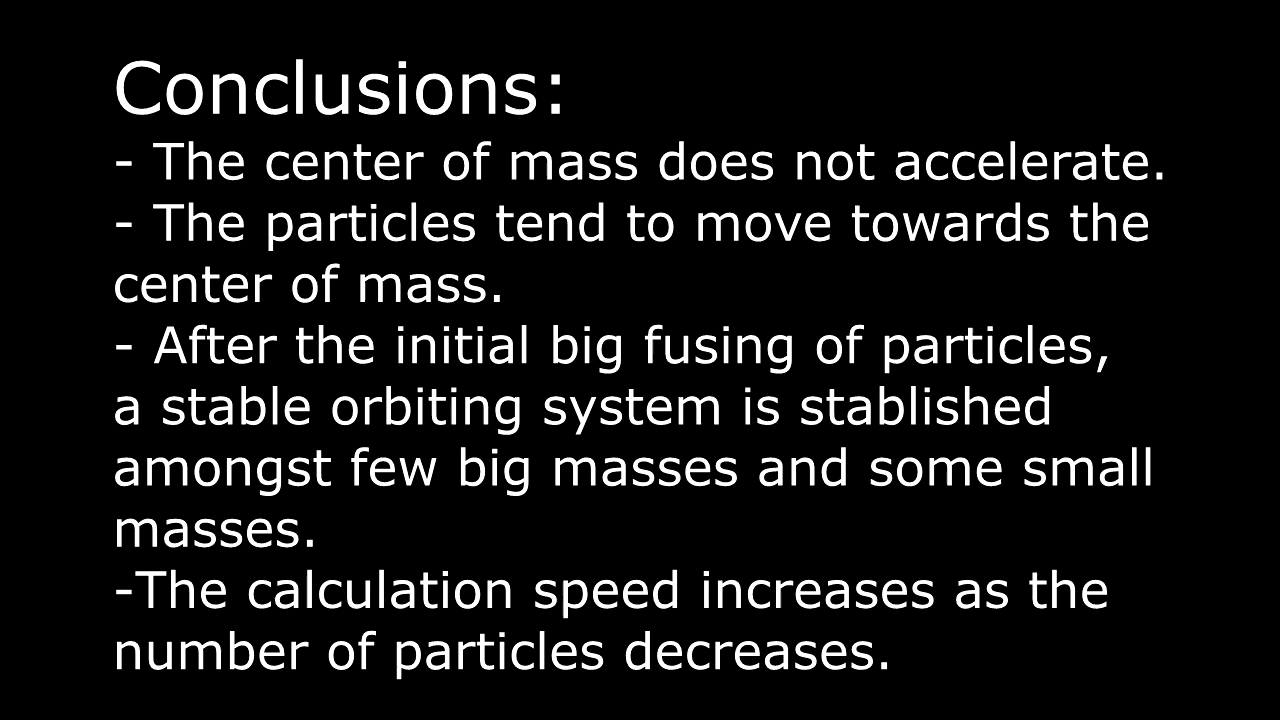 Conclusions:
- The center of mass does not accelerate.
- The particles tend to move towards the
center of mass.
- After the initial big fusing of particles,
a stable orbiting system is stablished
amongst few big masses and some small
masses.
-The calculation speed increases as the
number of particles decreases.